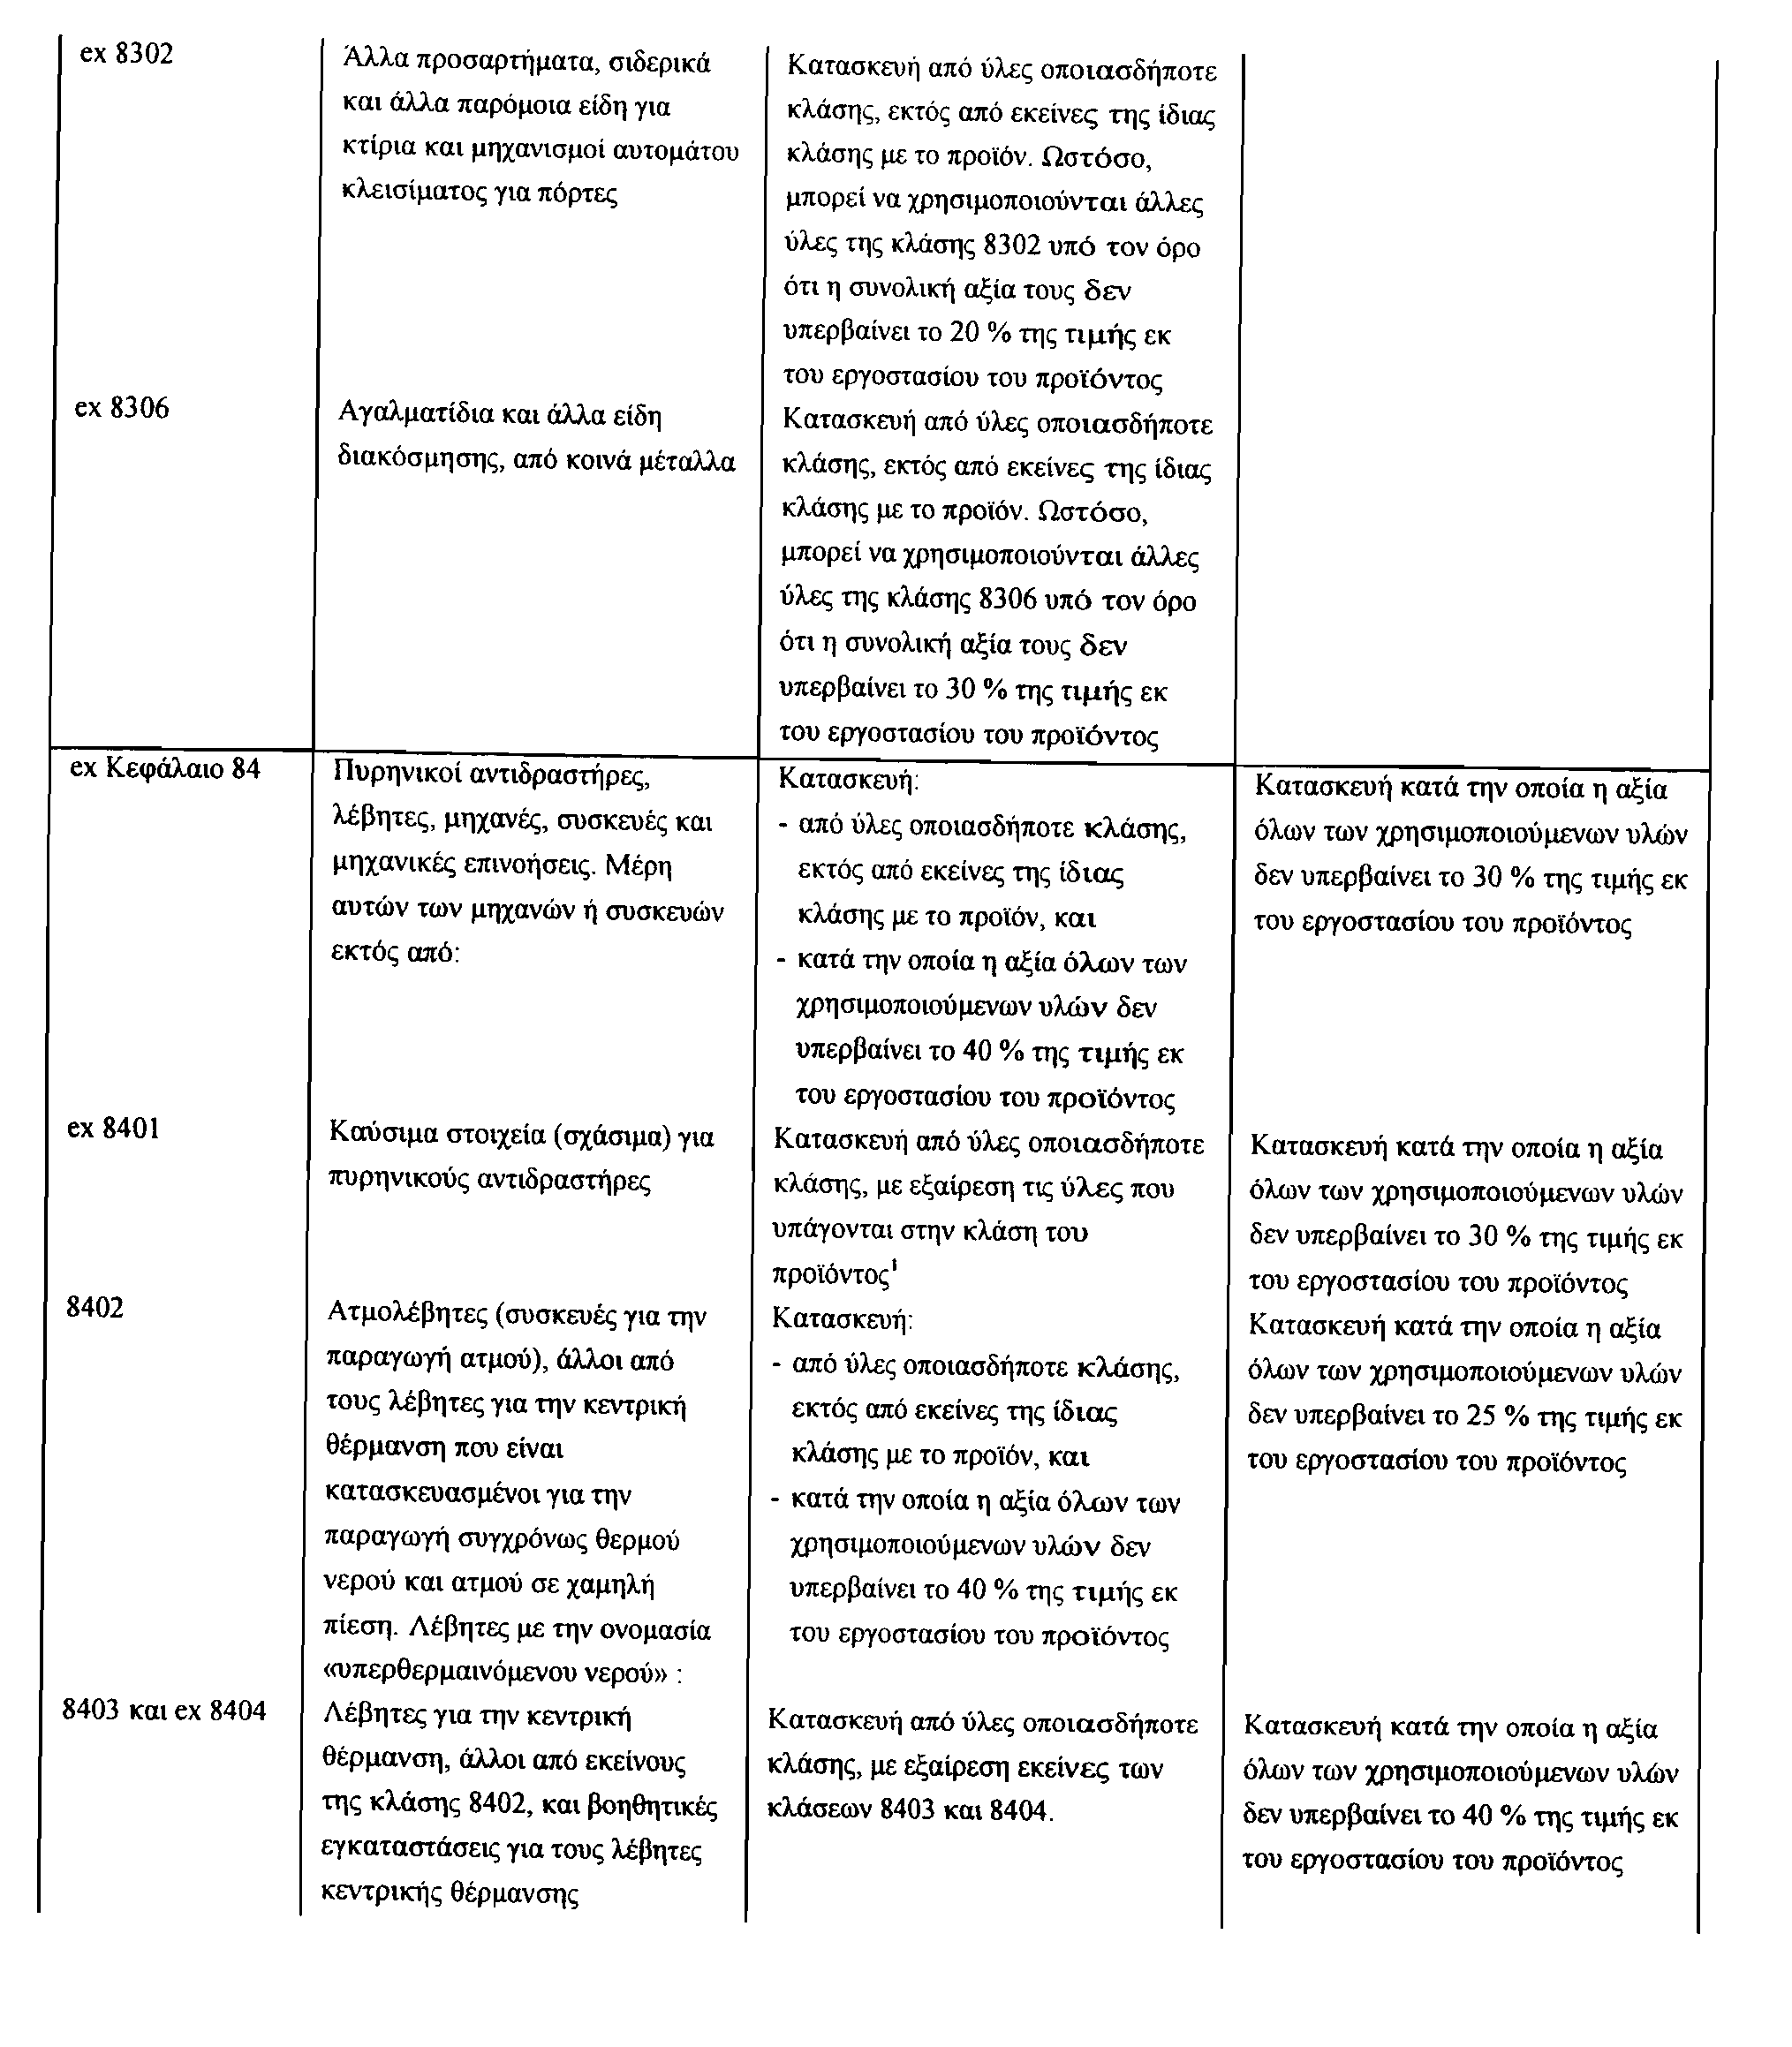 ex 8302
Άλλα προσαρτήματα, σιδερικά
και άλλα παρόμοια είδη για
κτίρια και μηχανισμοί αυτομάτου
κλεισίματος για πόρτες
Κατασκευή από ύλες οποιασδήποτε
κλάσης, εκτός από εκείνες της ίδιας
κλάσης με το προϊόν. Ωστόσο,
μπορεί να χρησιμοποιούνται άλλες
ύλες της κλάσης 8302 υπό τον όρο
ότι η συνολική αξία τους δεν
υπερβαίνει το 20 % της τιμής εκ
του εργοστασίου του προϊόντος
ex 8306
Αγαλματίδια και άλλα είδη
διακόσμησης, από κοινά μέταλλα
Κατασκευή από ύλες οποιασδήποτε
κλάσης, εκτός από εκείνες της ίδιας
κλάσης με το προϊόν. Ωστόσο,
μπορεί να χρησιμοποιούνται άλλες
ύλες της κλάσης 8306 υπό τον όρο
ότι η συνολική αξία τους δεν
υπερβαίνει το 30 % της τιμής εκ
του εργοστασίου του προϊόντος
ex Κεφάλαιο 84
Πυρηνικοί αντιδραστήρες,
λέβητες, μηχανές, συσκευές και
μηχανικές επινοήσεις. Μέρη
αυτών των μηχανών ή συσκευών
εκτός από:
Κατασκευή:
- από ύλες οποιασδήποτε κλάσης,
εκτός από εκείνες της ίδιας
κλάσης με το προϊόν, και
- κατά την οποία η αξία όλων των
χρησιμοποιούμενων υλών δεν
υπερβαίνει το 40 % της τιμής εκ
του εργοστασίου του προϊόντος
Κατασκευή κατά την οποία η αξία
όλων των χρησιμοποιούμενων υλών
δεν υπερβαίνει το 30 % της τιμής εκ
του εργοστασίου του προϊόντος
ex 8401
Καύσιμα στοιχεία (σχάσιμα) για
πυρηνικούς αντιδραστήρες
Κατασκευή από ύλες οποιασδήποτε
κλάσης, με εξαίρεση τις ύλες που
υπάγονται στην κλάση του
προϊόντος¹
Κατασκευή κατά την οποία η αξία
όλων των χρησιμοποιούμενων υλών
δεν υπερβαίνει το 30 % της τιμής εκ
του εργοστασίου του προϊόντος
8402
Ατμολέβητες (συσκευές για την
παραγωγή ατμού), άλλοι από
τους λέβητες για την κεντρική
θέρμανση που είναι
κατασκευασμένοι για την
παραγωγή συγχρόνως θερμού
νερού και ατμού σε χαμηλή
πίεση. Λέβητες με την ονομασία
«υπερθερμαινόμενου νερού» :
Κατασκευή:
- από ύλες οποιασδήποτε κλάσης,
εκτός από εκείνες της ίδιας
κλάσης με το προϊόν, και
- κατά την οποία η αξία όλων των
χρησιμοποιούμενων υλών δεν
υπερβαίνει το 40 % της τιμής εκ
του εργοστασίου του προϊόντος
Κατασκευή κατά την οποία η αξία
όλων των χρησιμοποιούμενων υλών
δεν υπερβαίνει το 25 % της τιμής εκ
του εργοστασίου του προϊόντος
8403 και ex 8404
Λέβητες για την κεντρική
θέρμανση, άλλοι από εκείνους
της κλάσης 8402, και βοηθητικές
εγκαταστάσεις για τους λέβητες
κεντρικής θέρμανσης
Κατασκευή από ύλες οποιασδήποτε
κλάσης, με εξαίρεση εκείνες των
κλάσεων 8403 και 8404.
Κατασκευή κατά την οποία η αξία
όλων των χρησιμοποιούμενων υλών
δεν υπερβαίνει το 40 % της τιμής εκ
του εργοστασίου του προϊόντος